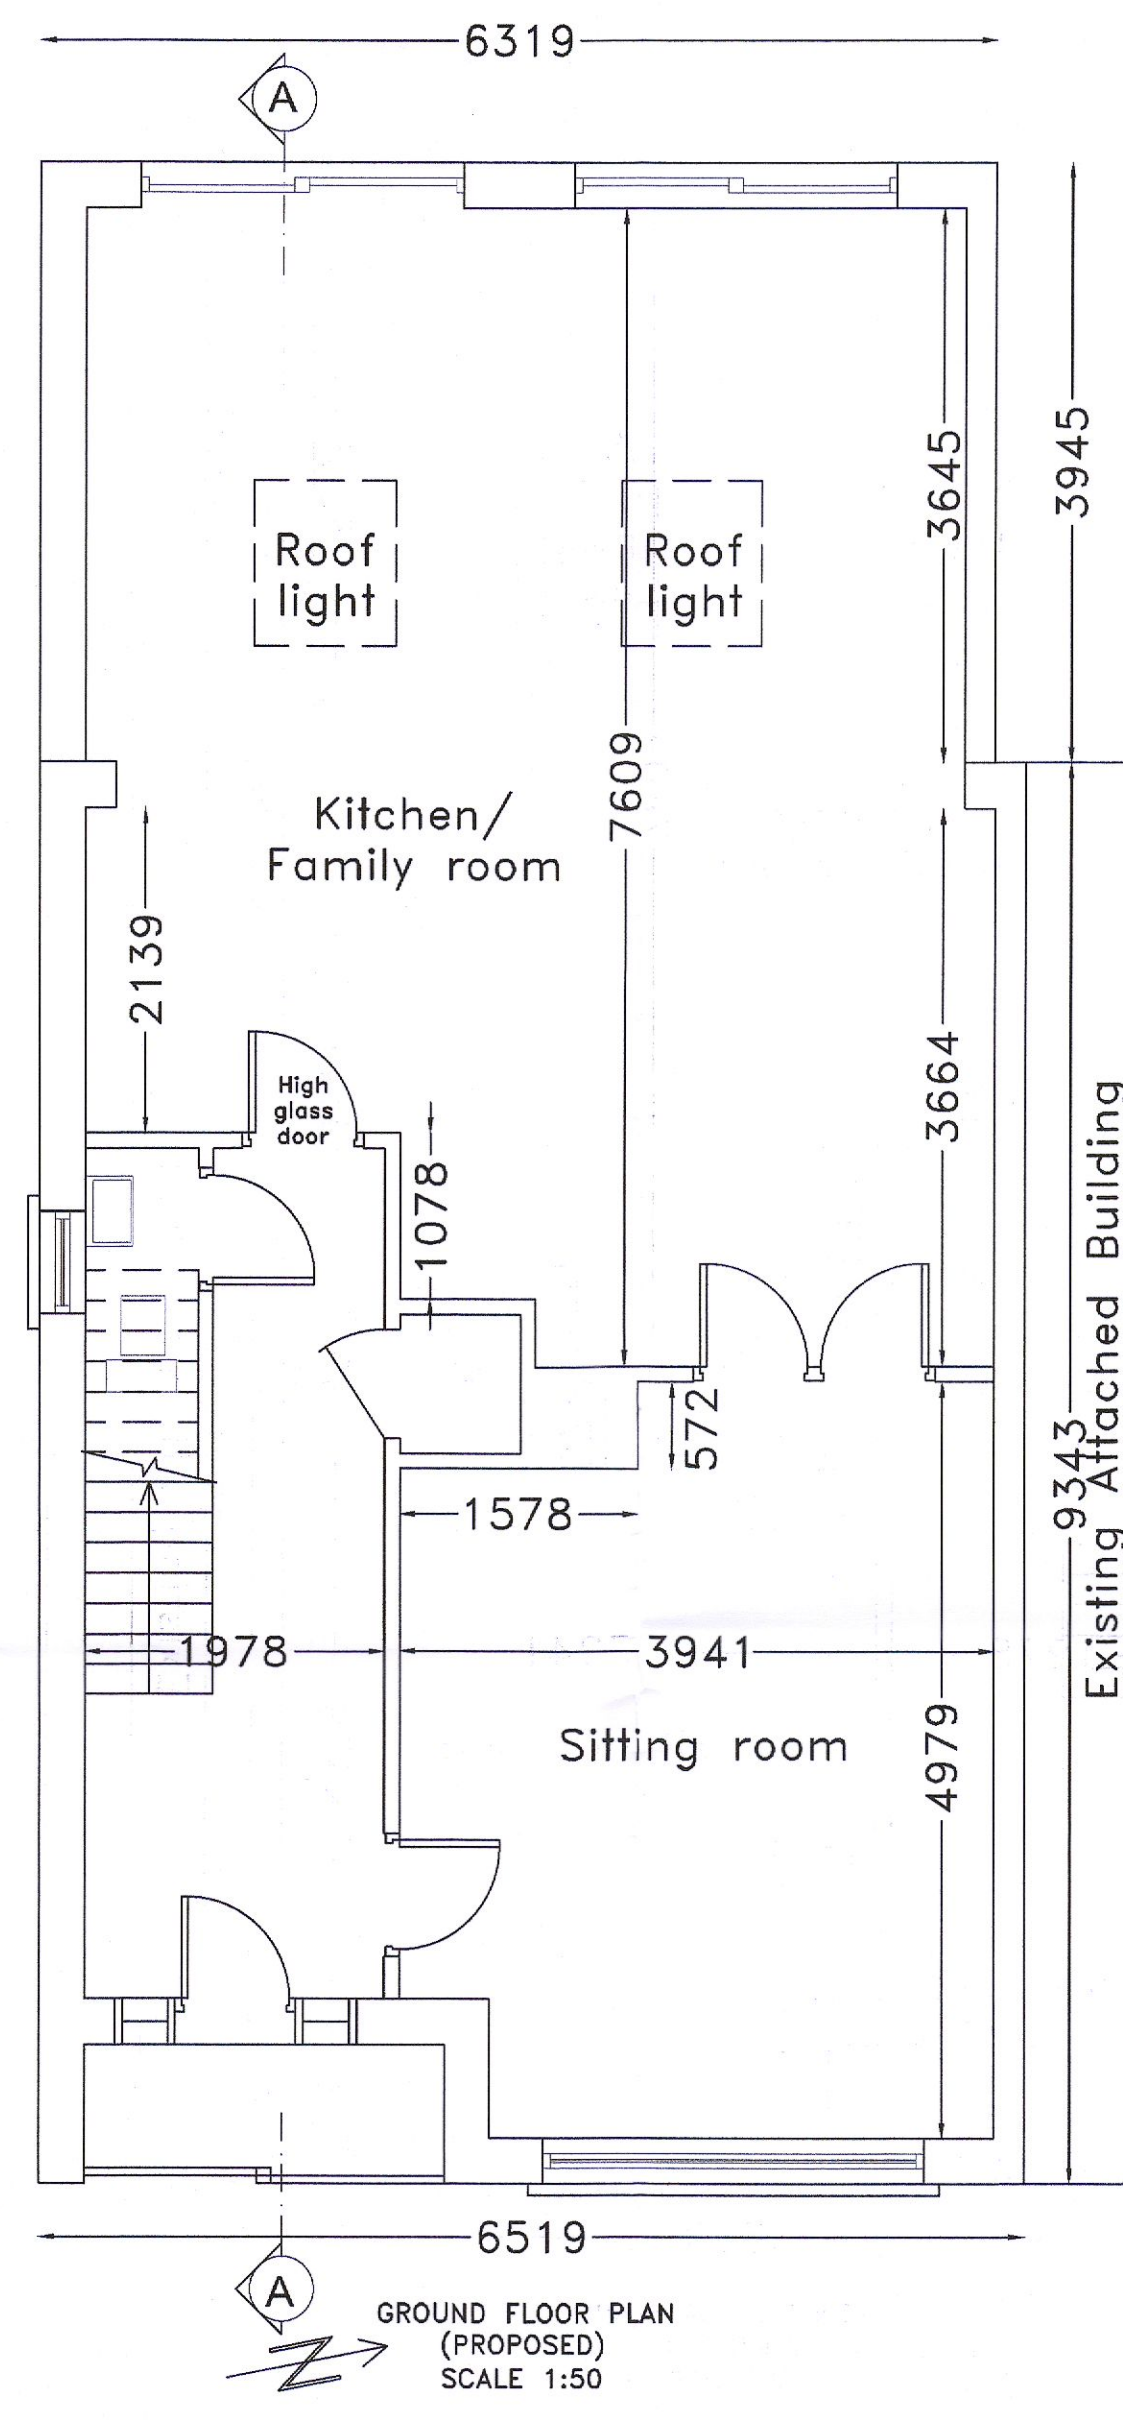 6319
A
3945
3645
Roof
light
Roof
light
7609
Kitchen/
Family room
2139
3664
High
glass
door
1078
572
1578
9343
Existing Attached Building
1978
3941
Sitting room
4979
6519
A
GROUND FLOOR PLAN
(PROPOSED)
SCALE 1:50